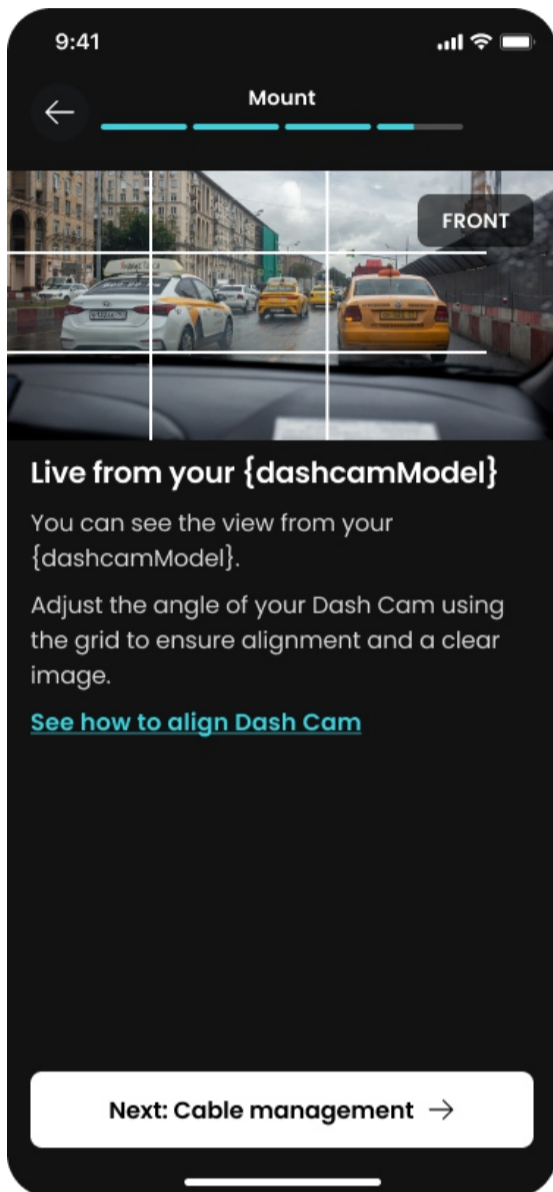 9:41
Mount
FRONT
Live from your {dashcamModel}
You can see the view from your
{dashcamModel}.
Adjust the angle of your Dash Cam using
the grid to ensure alignment and a clear
image.
See how to align Dash Cam
Next: Cable management